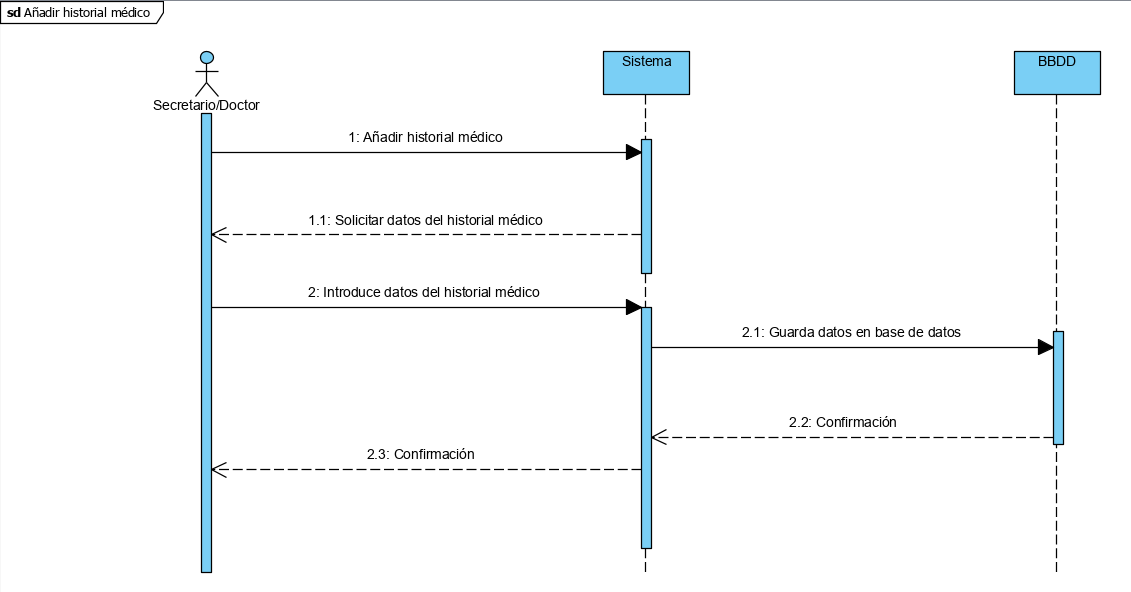 sd Añadir historial médico
Secretario/Doctor
Sistema
BBDD
1: Añadir historial médico
1.1: Solicitar datos del historial médico
2: Introduce datos del historial médico
2.1: Guarda datos en base de datos
2.2: Confirmación
2.3: Confirmación